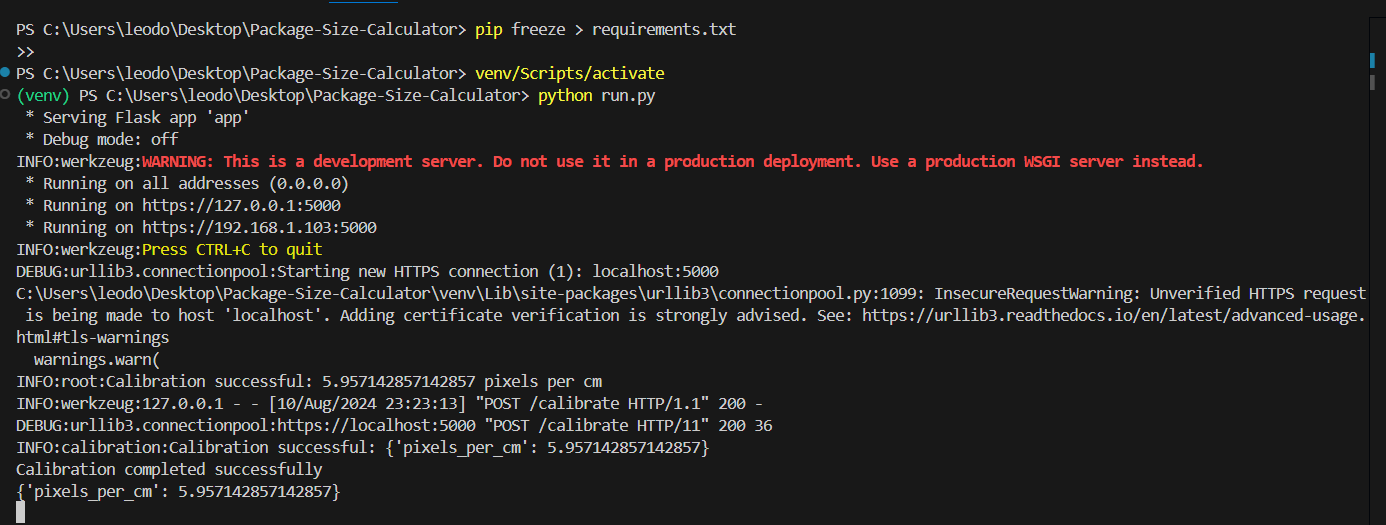 PS C:\Users\leodo\Desktop\Package-Size-Calculator> pip freeze > requirements.txt
>>
PS C:\Users\leodo\Desktop\Package-Size-Calculator> venv/Scripts/activate
(venv) PS C:\Users\leodo\Desktop\Package-Size-Calculator> python run.py
 * Serving Flask app 'app'
 * Debug mode: off
INFO:werkzeug:WARNING: This is a development server. Do not use it in a production deployment. Use a production WSGI server instead.
 * Running on all addresses (0.0.0.0)
 * Running on https://127.0.0.1:5000
 * Running on https://192.168.1.103:5000
INFO:werkzeug:Press CTRL+C to quit
DEBUG:urllib3.connectionpool:Starting new HTTPS connection (1): localhost:5000
C:\Users\leodo\Desktop\Package-Size-Calculator\venv\Lib\site-packages\urllib3\connectionpool.py:1099: InsecureRequestWarning: Unverified HTTPS request
 is being made to host 'localhost'. Adding certificate verification is strongly advised. See: https://urllib3.readthedocs.io/en/latest/advanced-usage.
html#tls-warnings
  warnings.warn(
INFO:root:Calibration successful: 5.957142857142857 pixels per cm
INFO:werkzeug:127.0.0.1 - - [10/Aug/2024 23:23:13] "POST /calibrate HTTP/1.1" 200 -
DEBUG:urllib3.connectionpool:https://localhost:5000 "POST /calibrate HTTP/11" 200 36
INFO:calibration:Calibration successful: {'pixels_per_cm': 5.957142857142857}
Calibration completed successfully
{'pixels_per_cm': 5.957142857142857}